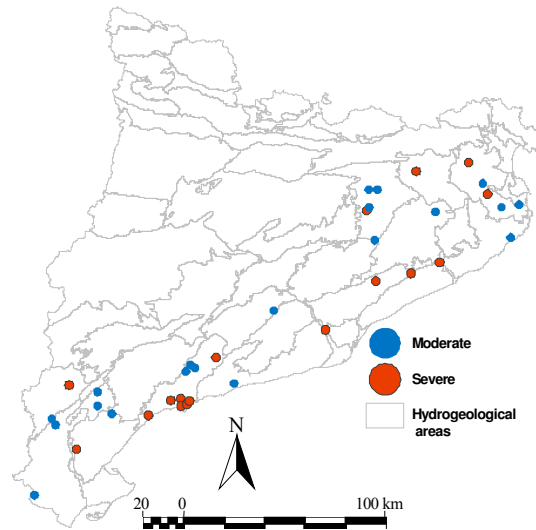 Moderate
Severe
Hydrogeological
areas
N
20 0 100 km